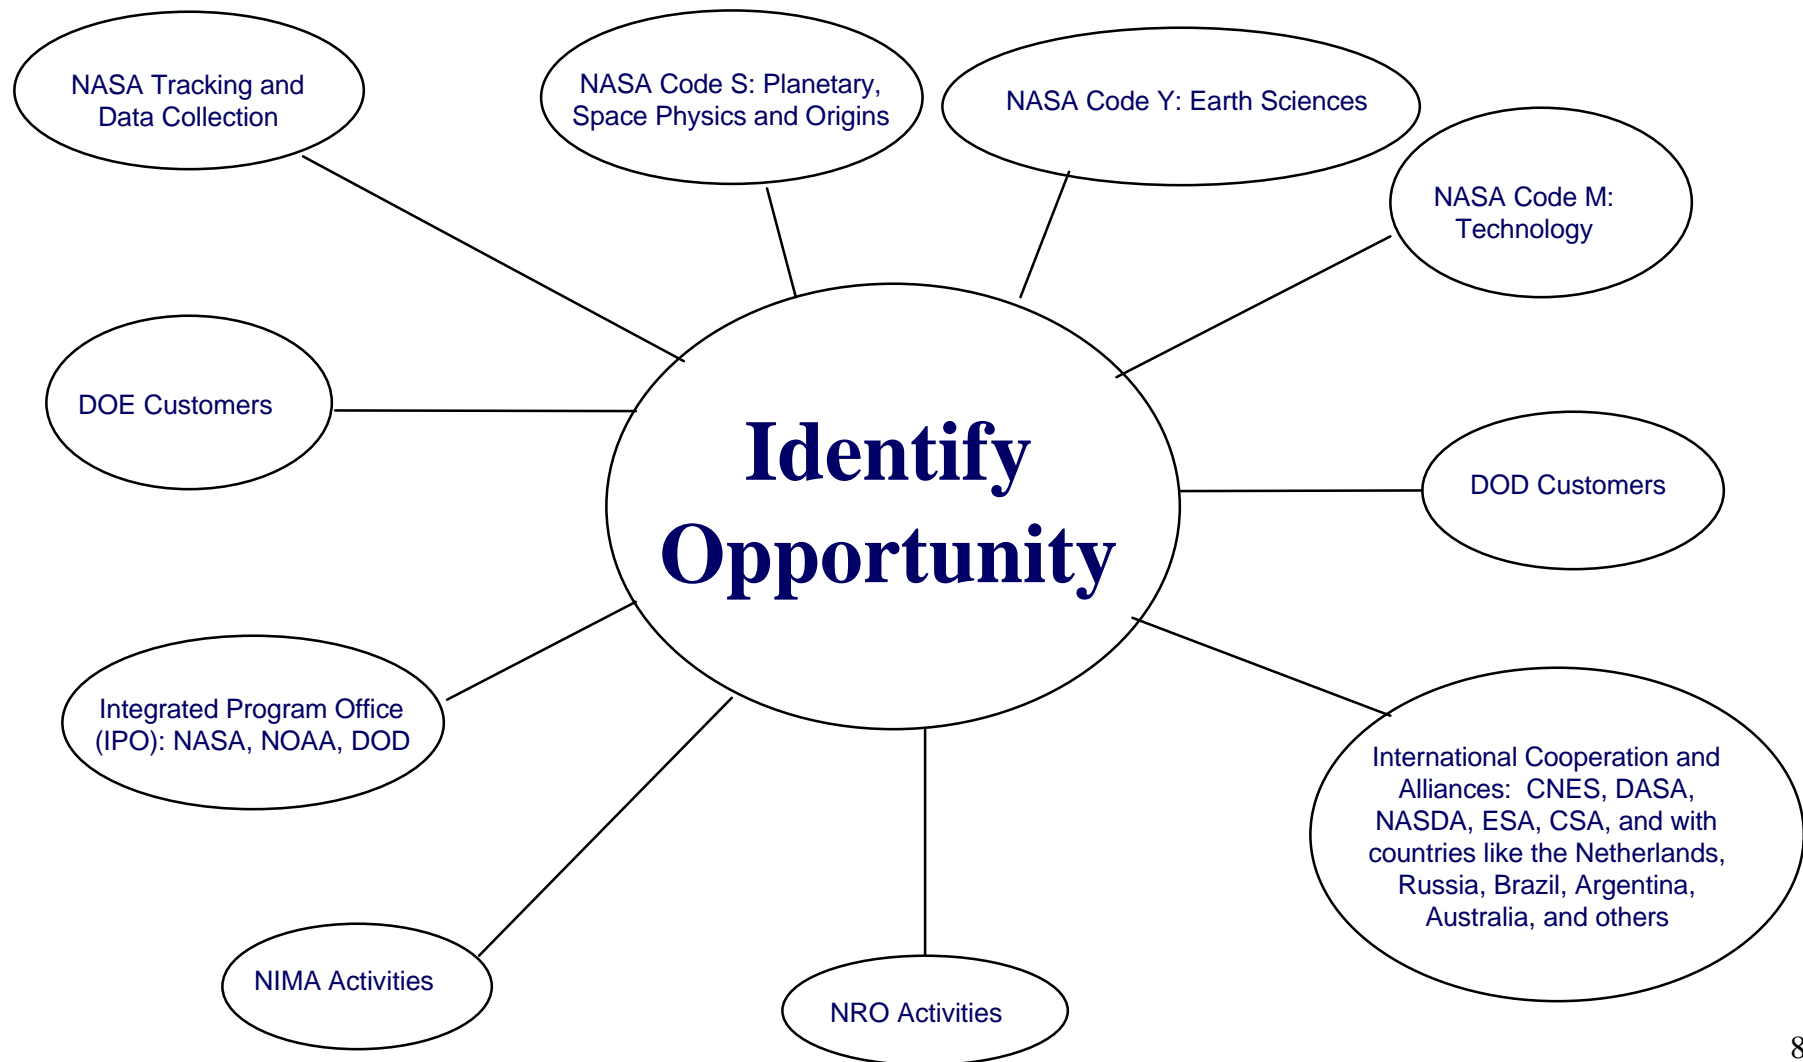 NASA Tracking and
Data Collection
NASA Code S: Planetary,
Space Physics and Origins
NASA Code Y: Earth Sciences
NASA Code M:
Technology
DOE Customers
Identify
Opportunity
DOD Customers
Integrated Program Office
(IPO): NASA, NOAA, DOD
International Cooperation and
Alliances:  CNES, DASA,
NASDA, ESA, CSA, and with
countries like the Netherlands,
Russia, Brazil, Argentina,
Australia, and others
NIMA Activities
NRO Activities
8